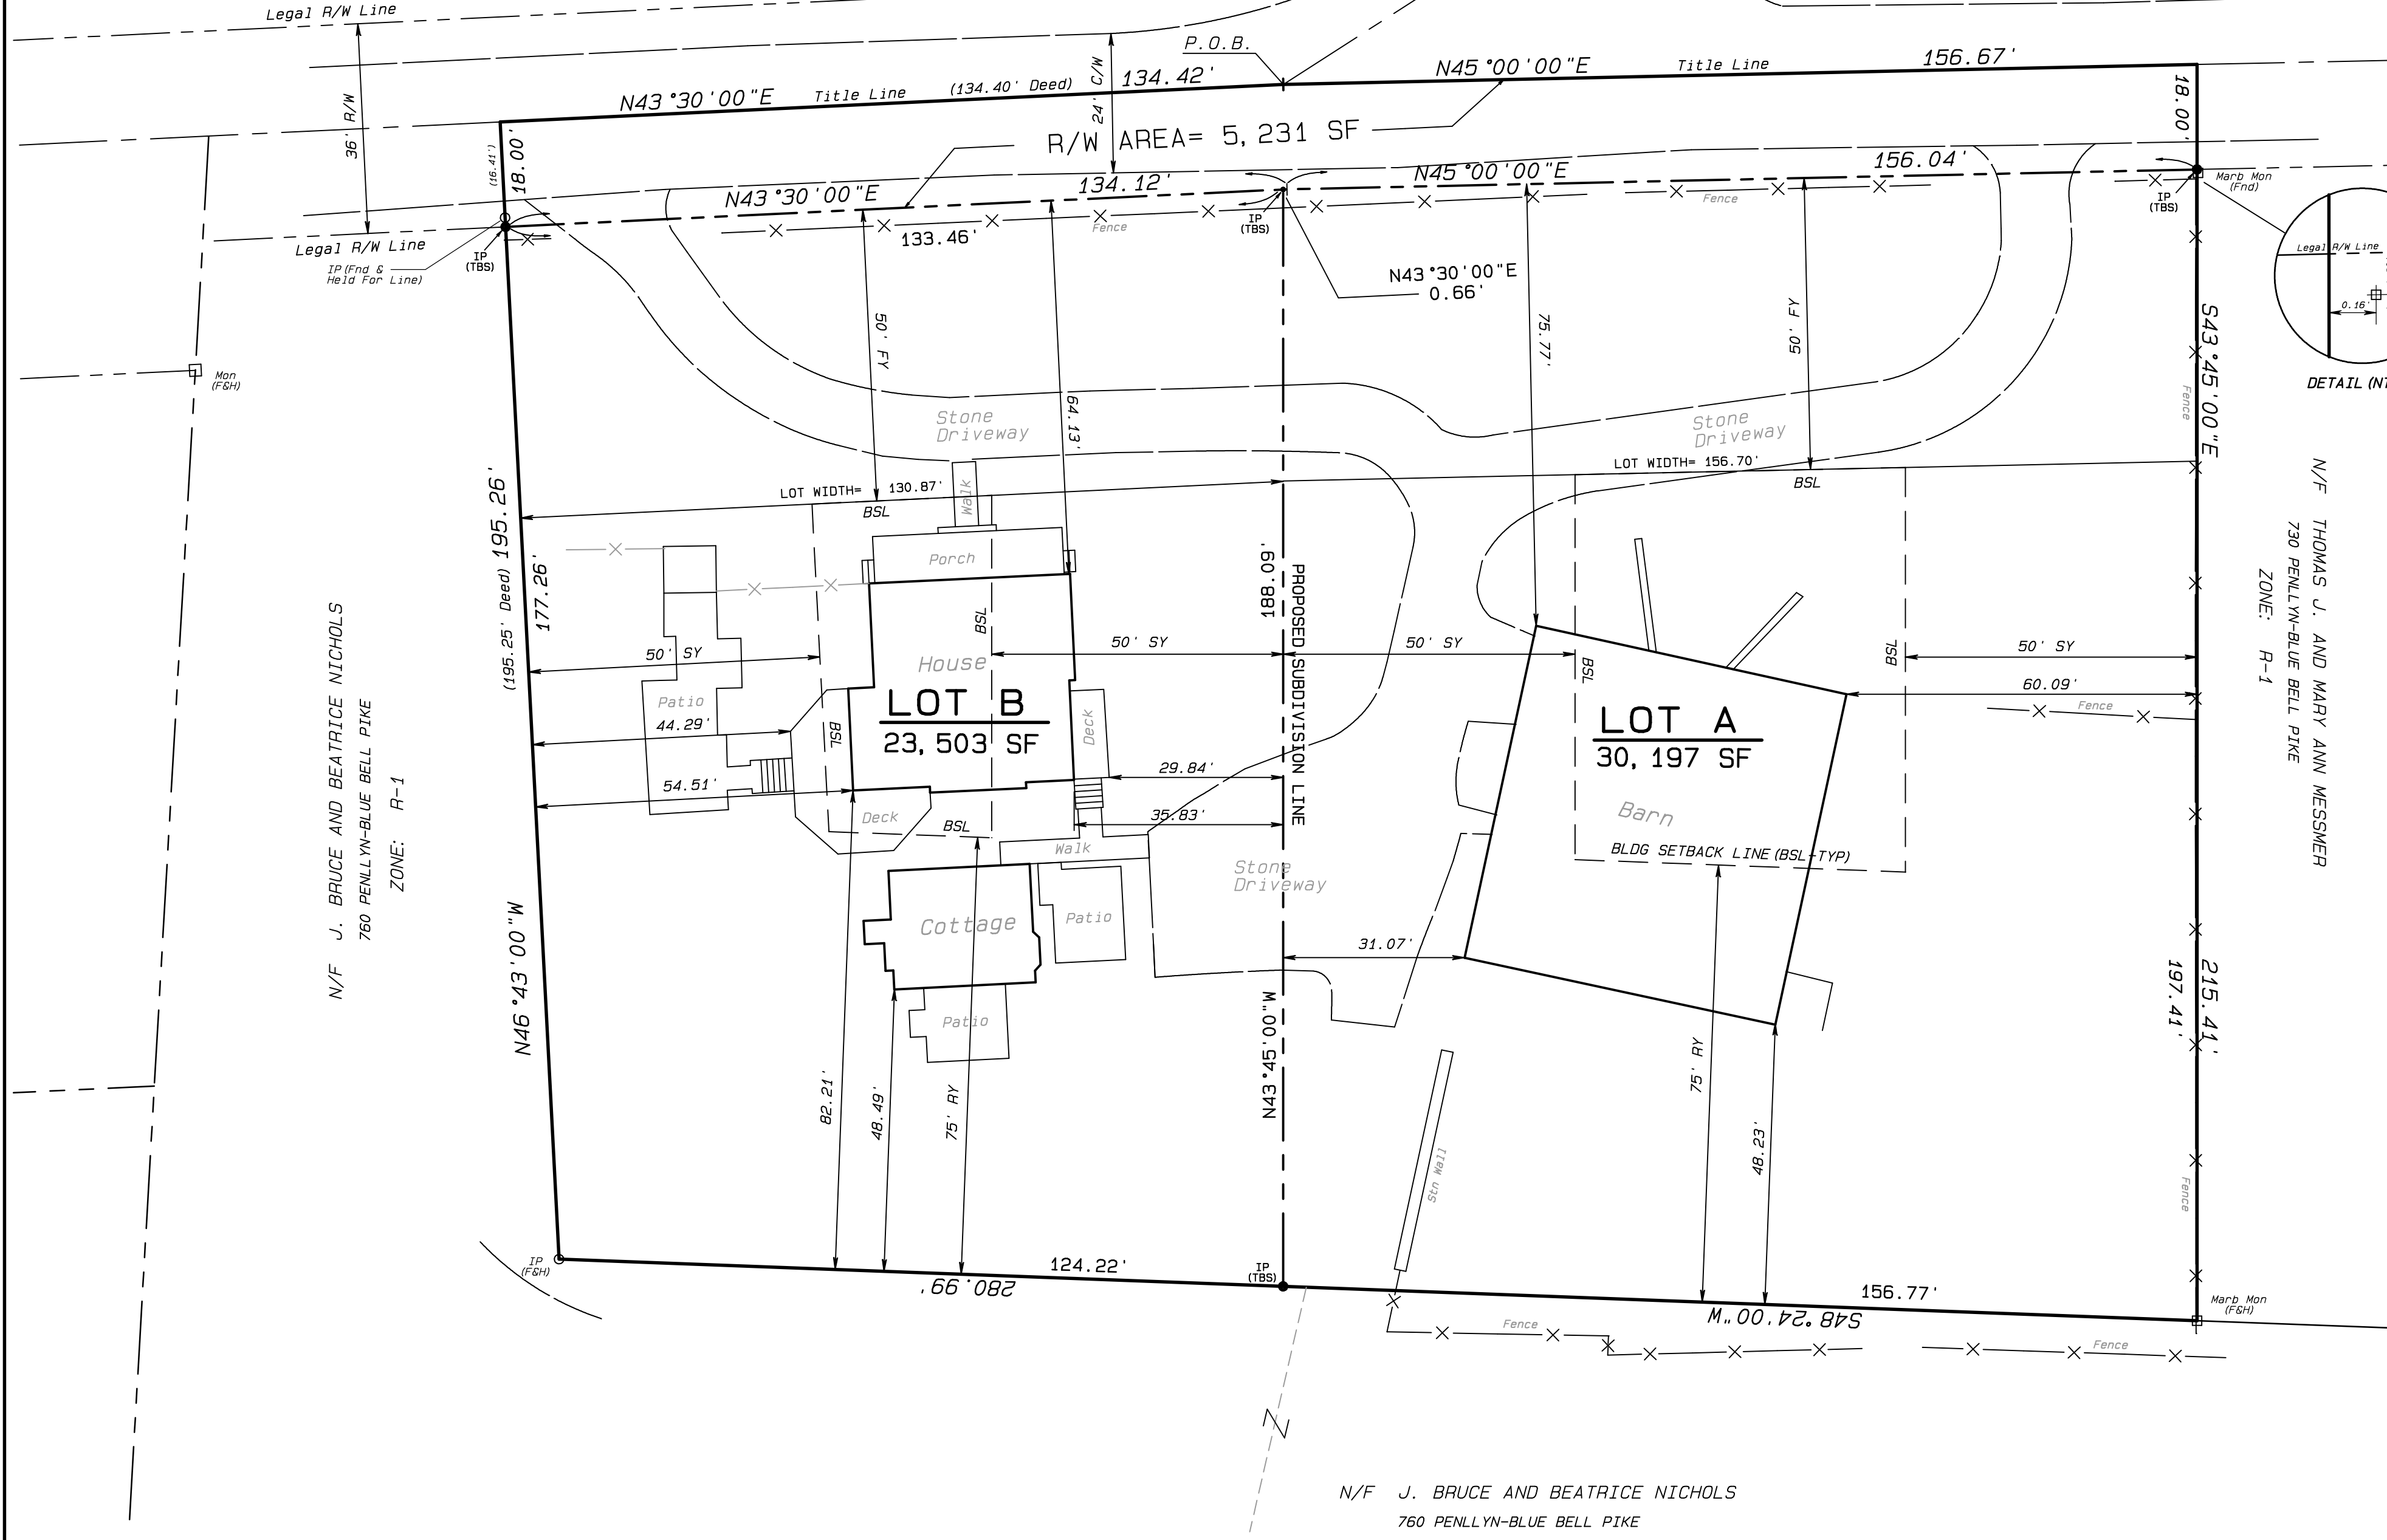 Legal R/W Line
36' R/W
P.O.B.
24' C/W
N43°30'00"E
Title Line
(134.40' Deed)
134.42'
N45°00'00"E
Title Line
156.67'
18.00'
R/W AREA= 5,231 SF
(16.41')
18.00'
N43°30'00"E
134.12'
N45°00'00"E
156.04'
Marb Mon
(Fnd)
IP
(TBS)
Fence
Legal R/W Line
IP (Fnd &
Held For Line)
IP
(TBS)
133.46'
Fence
IP
(TBS)
N43°30'00"E
0.66'
Legal R/W Line
0.16'
DETAIL (NT
Mon
(F&H)
50' FY
64.13'
75.77'
50' FY
S43°45'00"E
Fence
Stone
Driveway
Stone
Driveway
LOT WIDTH= 130.87'
BSL
LOT WIDTH= 156.70'
BSL
Walk
Porch
(195.25' Deed) 195.26'
177.26'
N46°43'00"W
N/F J. BRUCE AND BEATRICE NICHOLS
760 PENLLYN-BLUE BELL PIKE
ZONE: R-1
N/F THOMAS J. AND MARY ANN MESSMER
730 PENLLYN-BLUE BELL PIKE
ZONE: R-1
188.09'
PROPOSED SUBDIVISION LINE
N43°45'00"W
50' SY
BSL
House
50' SY
50' SY
BSL
BSL
50' SY
Patio
44.29'
BSL
LOT B
23,503 SF
Deck
60.09'
Fence
LOT A
30,197 SF
54.51'
29.84'
Deck
BSL
35.83'
Barn
Walk
BLDG SETBACK LINE (BSL-TYP)
Stone
Driveway
Cottage
Patio
31.07'
Patio
215.41'
197.41'
82.21'
48.49'
75' RY
75' RY
48.23'
Stn Wall
Fence
IP
(F&H)
124.22'
280.99'
IP
(TBS)
156.77'
S48°24'00"W
Marb Mon
(F&H)
Fence
Fence
N/F J. BRUCE AND BEATRICE NICHOLS
760 PENLLYN-BLUE BELL PIKE